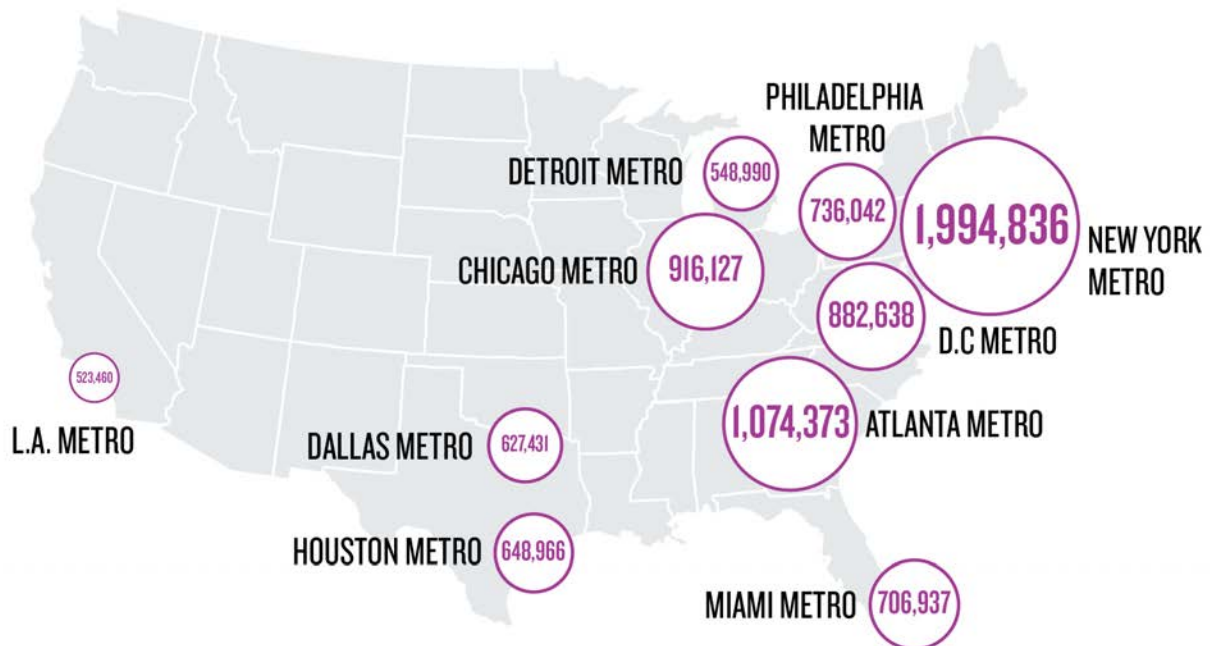 PHILADELPHIA
METRO
DETROIT METRO
548,990
736,042
1,994,836
NEW YORK
METRO
CHICAGO METRO
916,127
882,638
D.C METRO
523,460
L.A. METRO
1,074,373
ATLANTA METRO
DALLAS METRO
627,431
HOUSTON METRO
648,966
MIAMI METRO
706,937